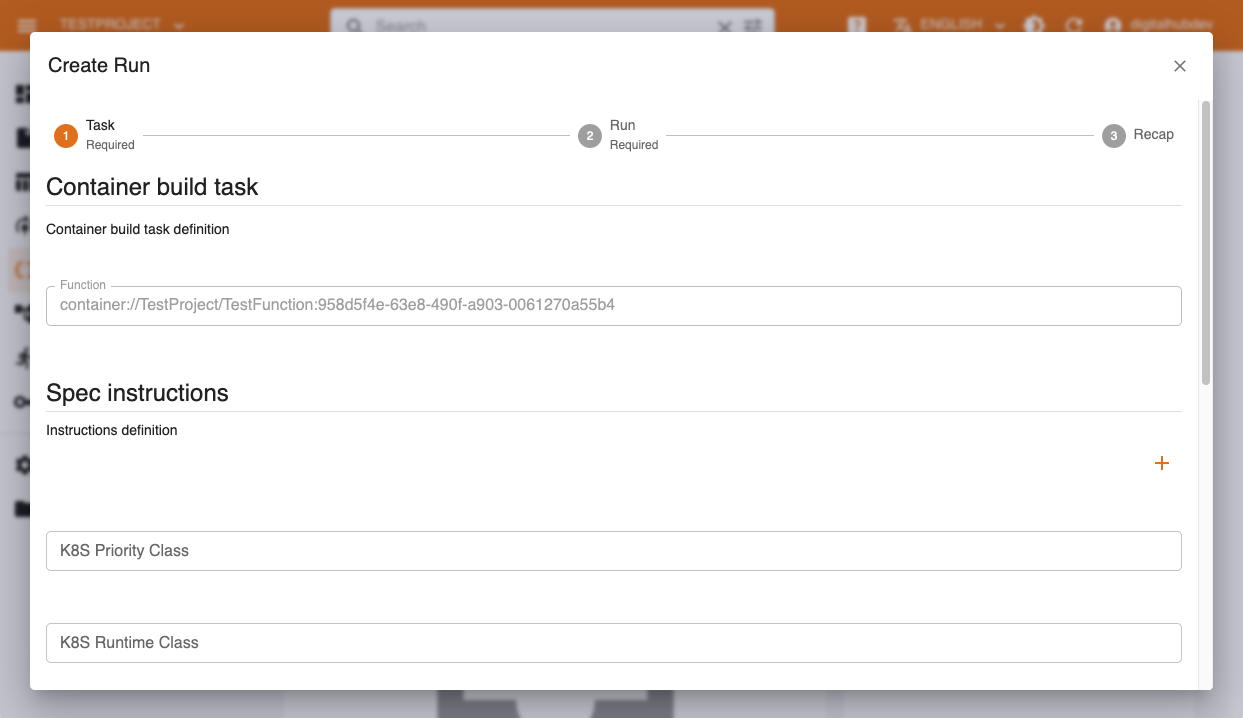 TESTPROJECT
Search
ENGLISH
digitalhubdev
Create Run
1
Task
Required
2
Run
Required
3
Recap
Container build task
Container build task definition
Function
container://TestProject/TestFunction:958d5f4e-63e8-490f-a903-0061270a55b4
Spec instructions
Instructions definition
K8S Priority Class
K8S Runtime Class